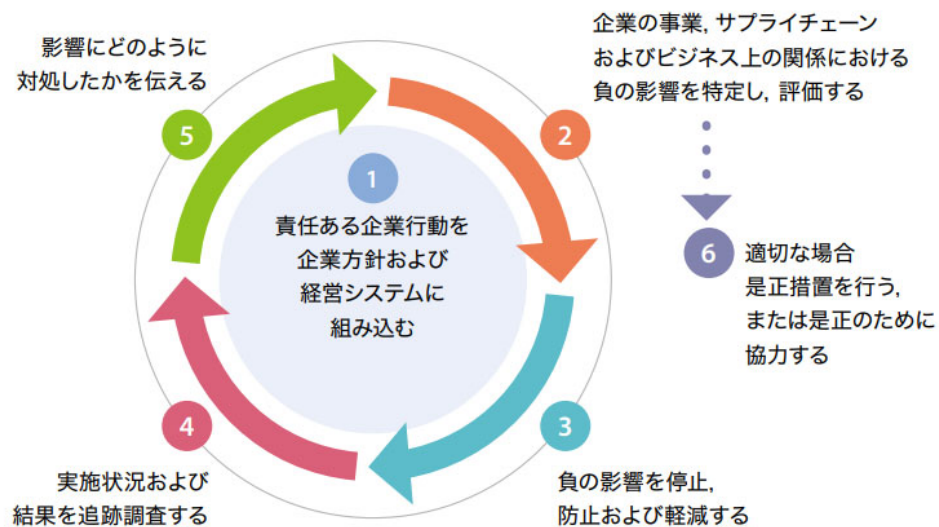 1
責任ある企業行動を
企業方針および
経営システムに
組み込む
2
企業の事業, サプライチェーン
およびビジネス上の関係における
負の影響を特定し, 評価する
3
負の影響を停止,
防止および軽減する
4
実施状況および
結果を追跡調査する
5
影響にどのように
対処したかを伝える
6
適切な場合
是正措置を行う,
または是正のために
協力する